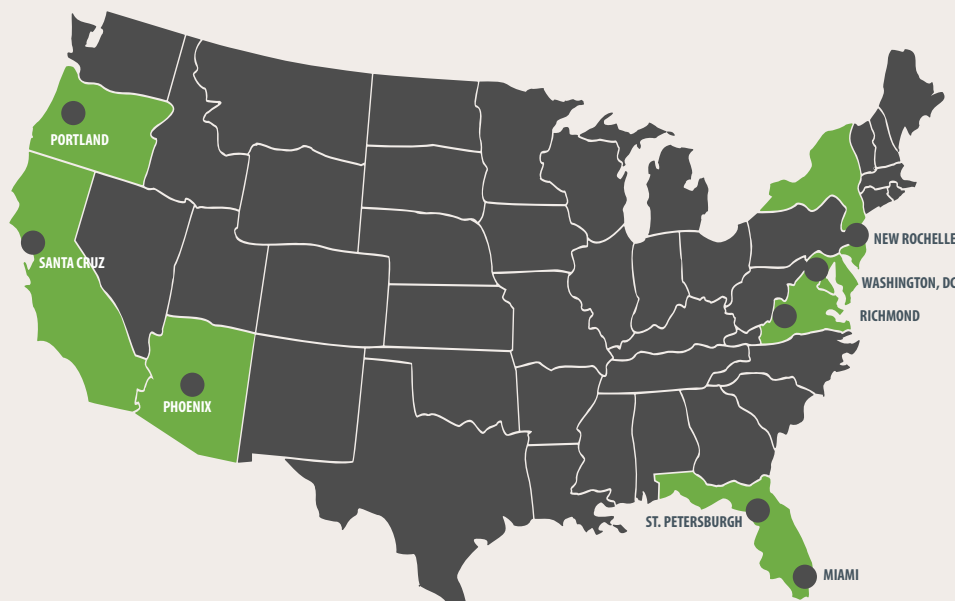 PORTLAND
NEW ROCHELLE
SANTA CRUZ
WASHINGTON, DC
RICHMOND
PHOENIX
ST. PETERSBURGH
MIAMI